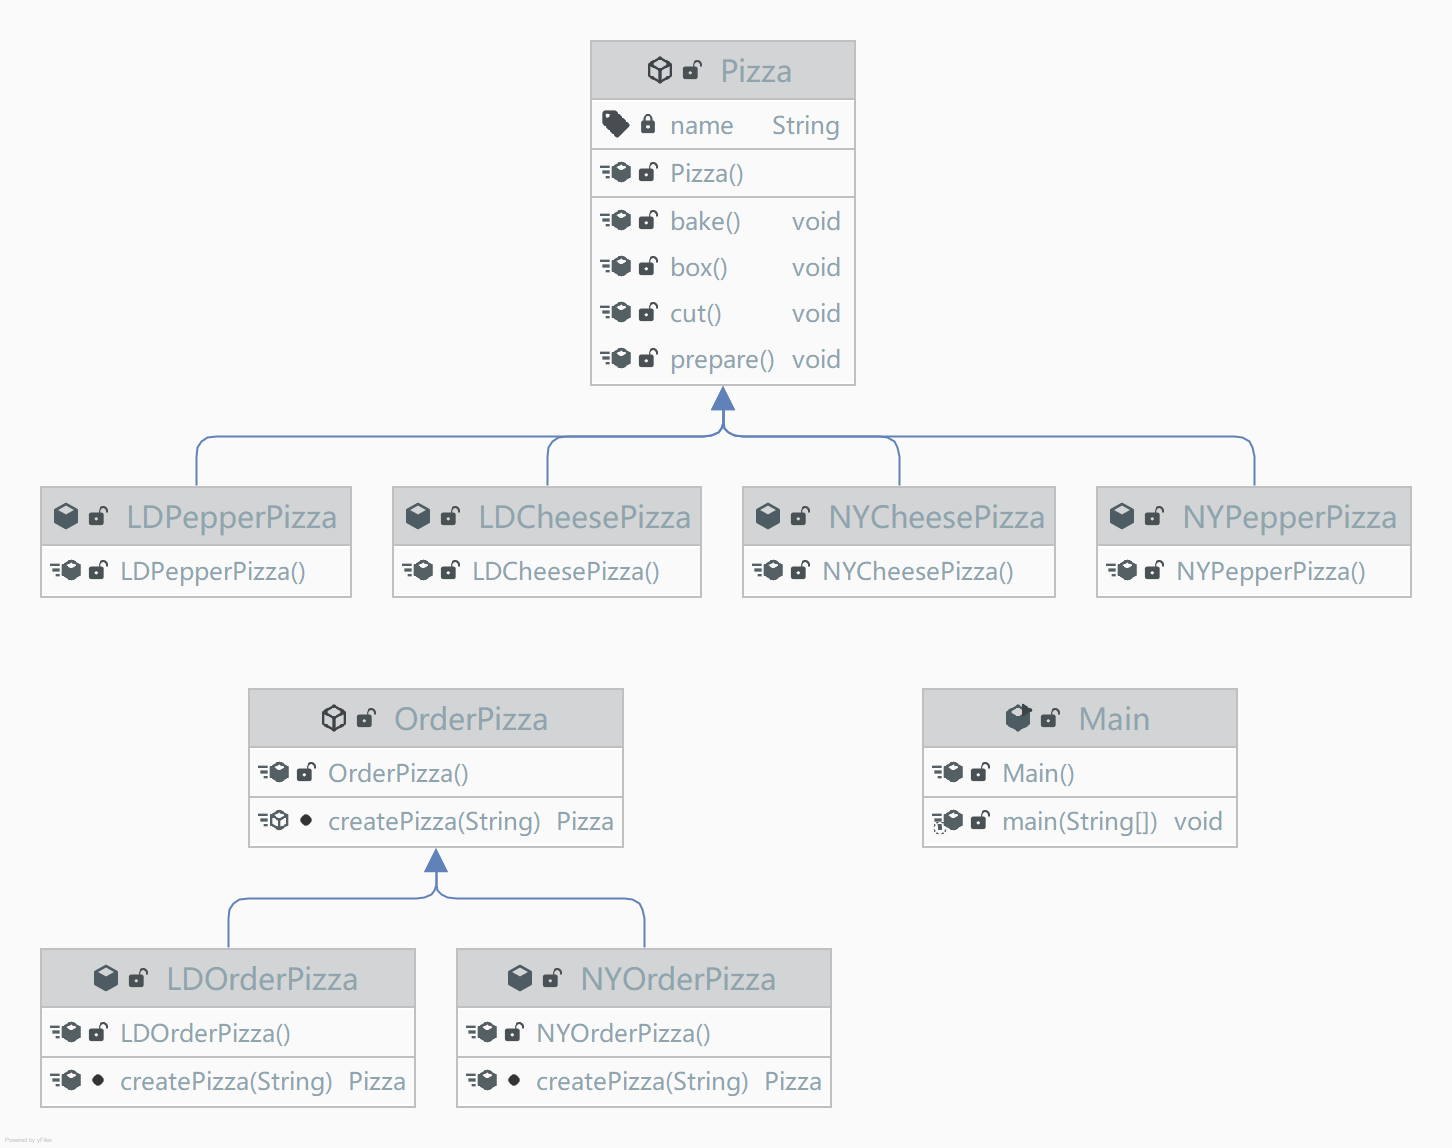 Pizza
name String
Pizza()
bake() void
box() void
cut() void
prepare() void
LDPepperPizza
LDPepperPizza()
LDCheesePizza
LDCheesePizza()
NYCheesePizza
NYCheesePizza()
NYPepperPizza
NYPepperPizza()
OrderPizza
OrderPizza()
createPizza(String) Pizza
Main
Main()
main(String[]) void
LDOrderPizza
LDOrderPizza()
createPizza(String) Pizza
NYOrderPizza
NYOrderPizza()
createPizza(String) Pizza
Powered by yFiles